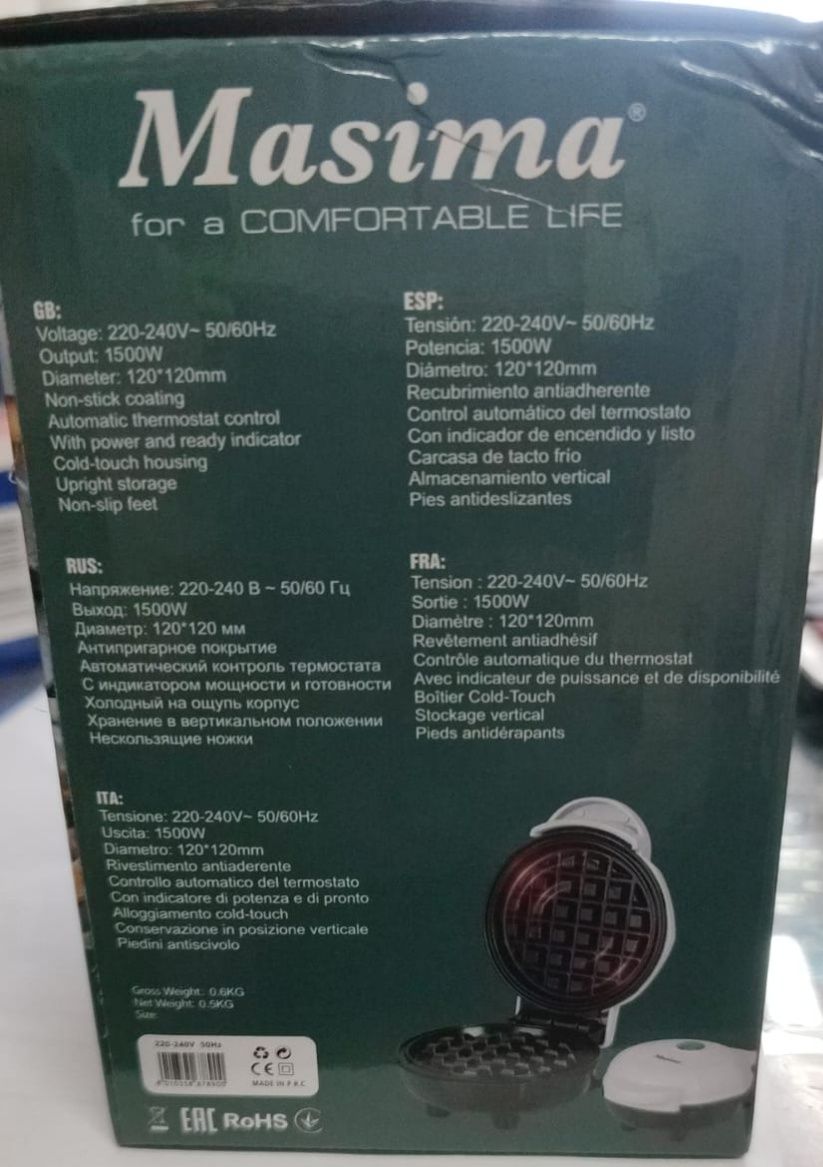 Masima®
for a COMFORTABLE LIFE
GB:
Voltage: 220-240V~ 50/60Hz
Output: 1500W
Diameter: 120*120mm
Non-stick coating
Automatic thermostat control
With power and ready indicator
Cold-touch housing
Upright storage
Non-slip feet
ESP:
Tensión: 220-240V~ 50/60Hz
Potencia: 1500W
Diámetro: 120*120mm
Recubrimiento antiadherente
Control automático del termostato
Con indicador de encendido y listo
Carcasa de tacto frío
Almacenamiento vertical
Pies antideslizantes
RUS:
Напряжение: 220-240 В ~ 50/60 Гц
Выход: 1500W
Диаметр: 120*120 мм
Антипригарное покрытие
Автоматический контроль термостата
С индикатором мощности и готовности
Холодный на ощупь корпус
Хранение в вертикальном положении
Нескользящие ножки
FRA:
Tension : 220-240V~ 50/60Hz
Sortie : 1500W
Diamètre : 120*120mm
Revêtement antiadhésif
Contrôle automatique du thermostat
Avec indicateur de puissance et de disponibilité
Boîtier Cold-Touch
Stockage vertical
Pieds antidérapants
ITA:
Tensione: 220-240V~ 50/60Hz
Uscita: 1500W
Diametro: 120*120mm
Rivestimento antiaderente
Controllo automatico del termostato
Con indicatore di potenza e di pronto
Alloggiamento cold-touch
Conservazione in posizione verticale
Piedini antiscivolo
Gross Weight: 0.6KG
Net Weight: 0.5KG
Size:
220-240V 50Hz
CE
MADE IN P.R.C
EAC RoHS